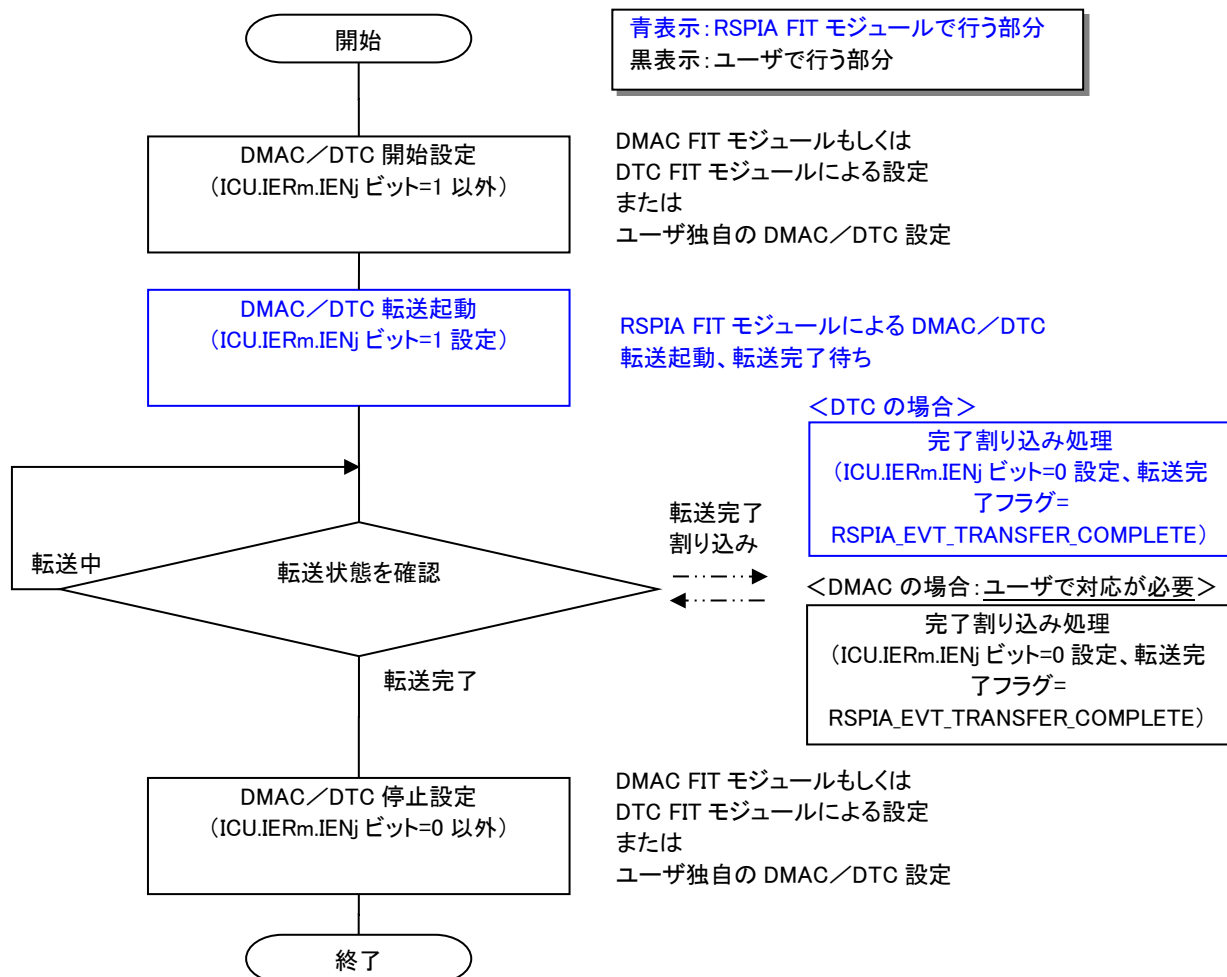 開始
青表示：RSPIA FIT モジュールで行う部分
黒表示：ユーザで行う部分
DMAC／DTC 開始設定
（ICU.IERm.IENj ビット=1 以外）
DMAC FIT モジュールもしくは
DTC FIT モジュールによる設定
または
ユーザ独自の DMAC／DTC 設定
DMAC／DTC 転送起動
（ICU.IERm.IENj ビット=1 設定）
RSPIA FIT モジュールによる DMAC／DTC
転送起動、転送完了待ち
＜DTC の場合＞
完了割り込み処理
（ICU.IERm.IENj ビット=0 設定、転送完
了フラグ=
RSPIA_EVT_TRANSFER_COMPLETE）
転送完了
割り込み
転送中
転送状態を確認
＜DMAC の場合：ユーザで対応が必要＞
完了割り込み処理
（ICU.IERm.IENj ビット=0 設定、転送完
了フラグ=
RSPIA_EVT_TRANSFER_COMPLETE）
転送完了
DMAC／DTC 停止設定
（ICU.IERm.IENj ビット=0 以外）
DMAC FIT モジュールもしくは
DTC FIT モジュールによる設定
または
ユーザ独自の DMAC／DTC 設定
終了